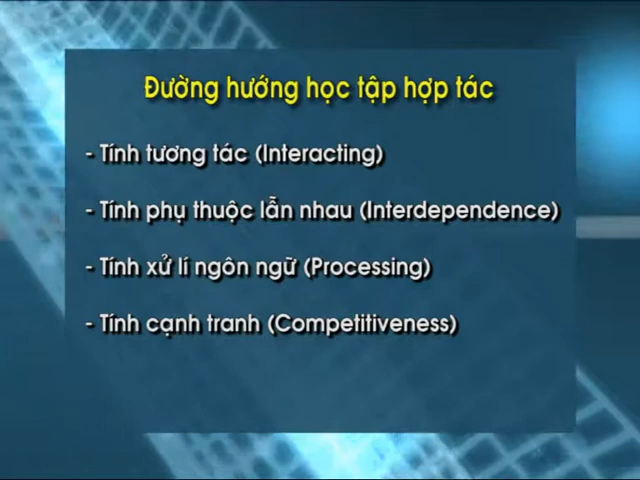 Đường hướng học tập hợp tác
- Tính tương tác (Interacting)
- Tính phụ thuộc lẫn nhau (Interdependence)
- Tính xử lí ngôn ngữ (Processing)
- Tính cạnh tranh (Competitiveness)